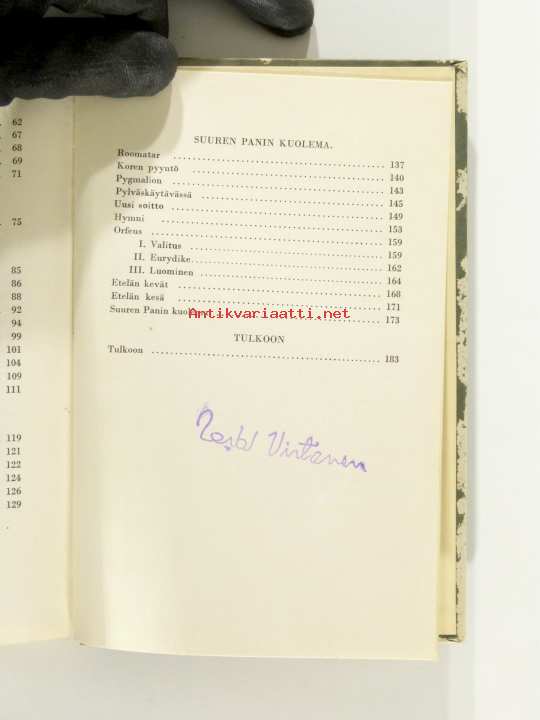 62
67
68
69
71
75
85
86
88
92
94
99
101
104
109
111
119
121
122
124
126
129
SUUREN PANIN KUOLEMA.
Roomatar 137
Koren pyyntö 140
Pygmalion 143
Pylväskäytävässä 145
Uusi soitto 149
Hymni 153
Orfeus 159
I. Valitus 159
II. Eurydike 162
III. Luominen 164
Etelän kevät 168
Etelän kesä 171
Suuren Panin 173
Antikvariaatti.net
TULKOON
Tulkoon 183
Virtanen